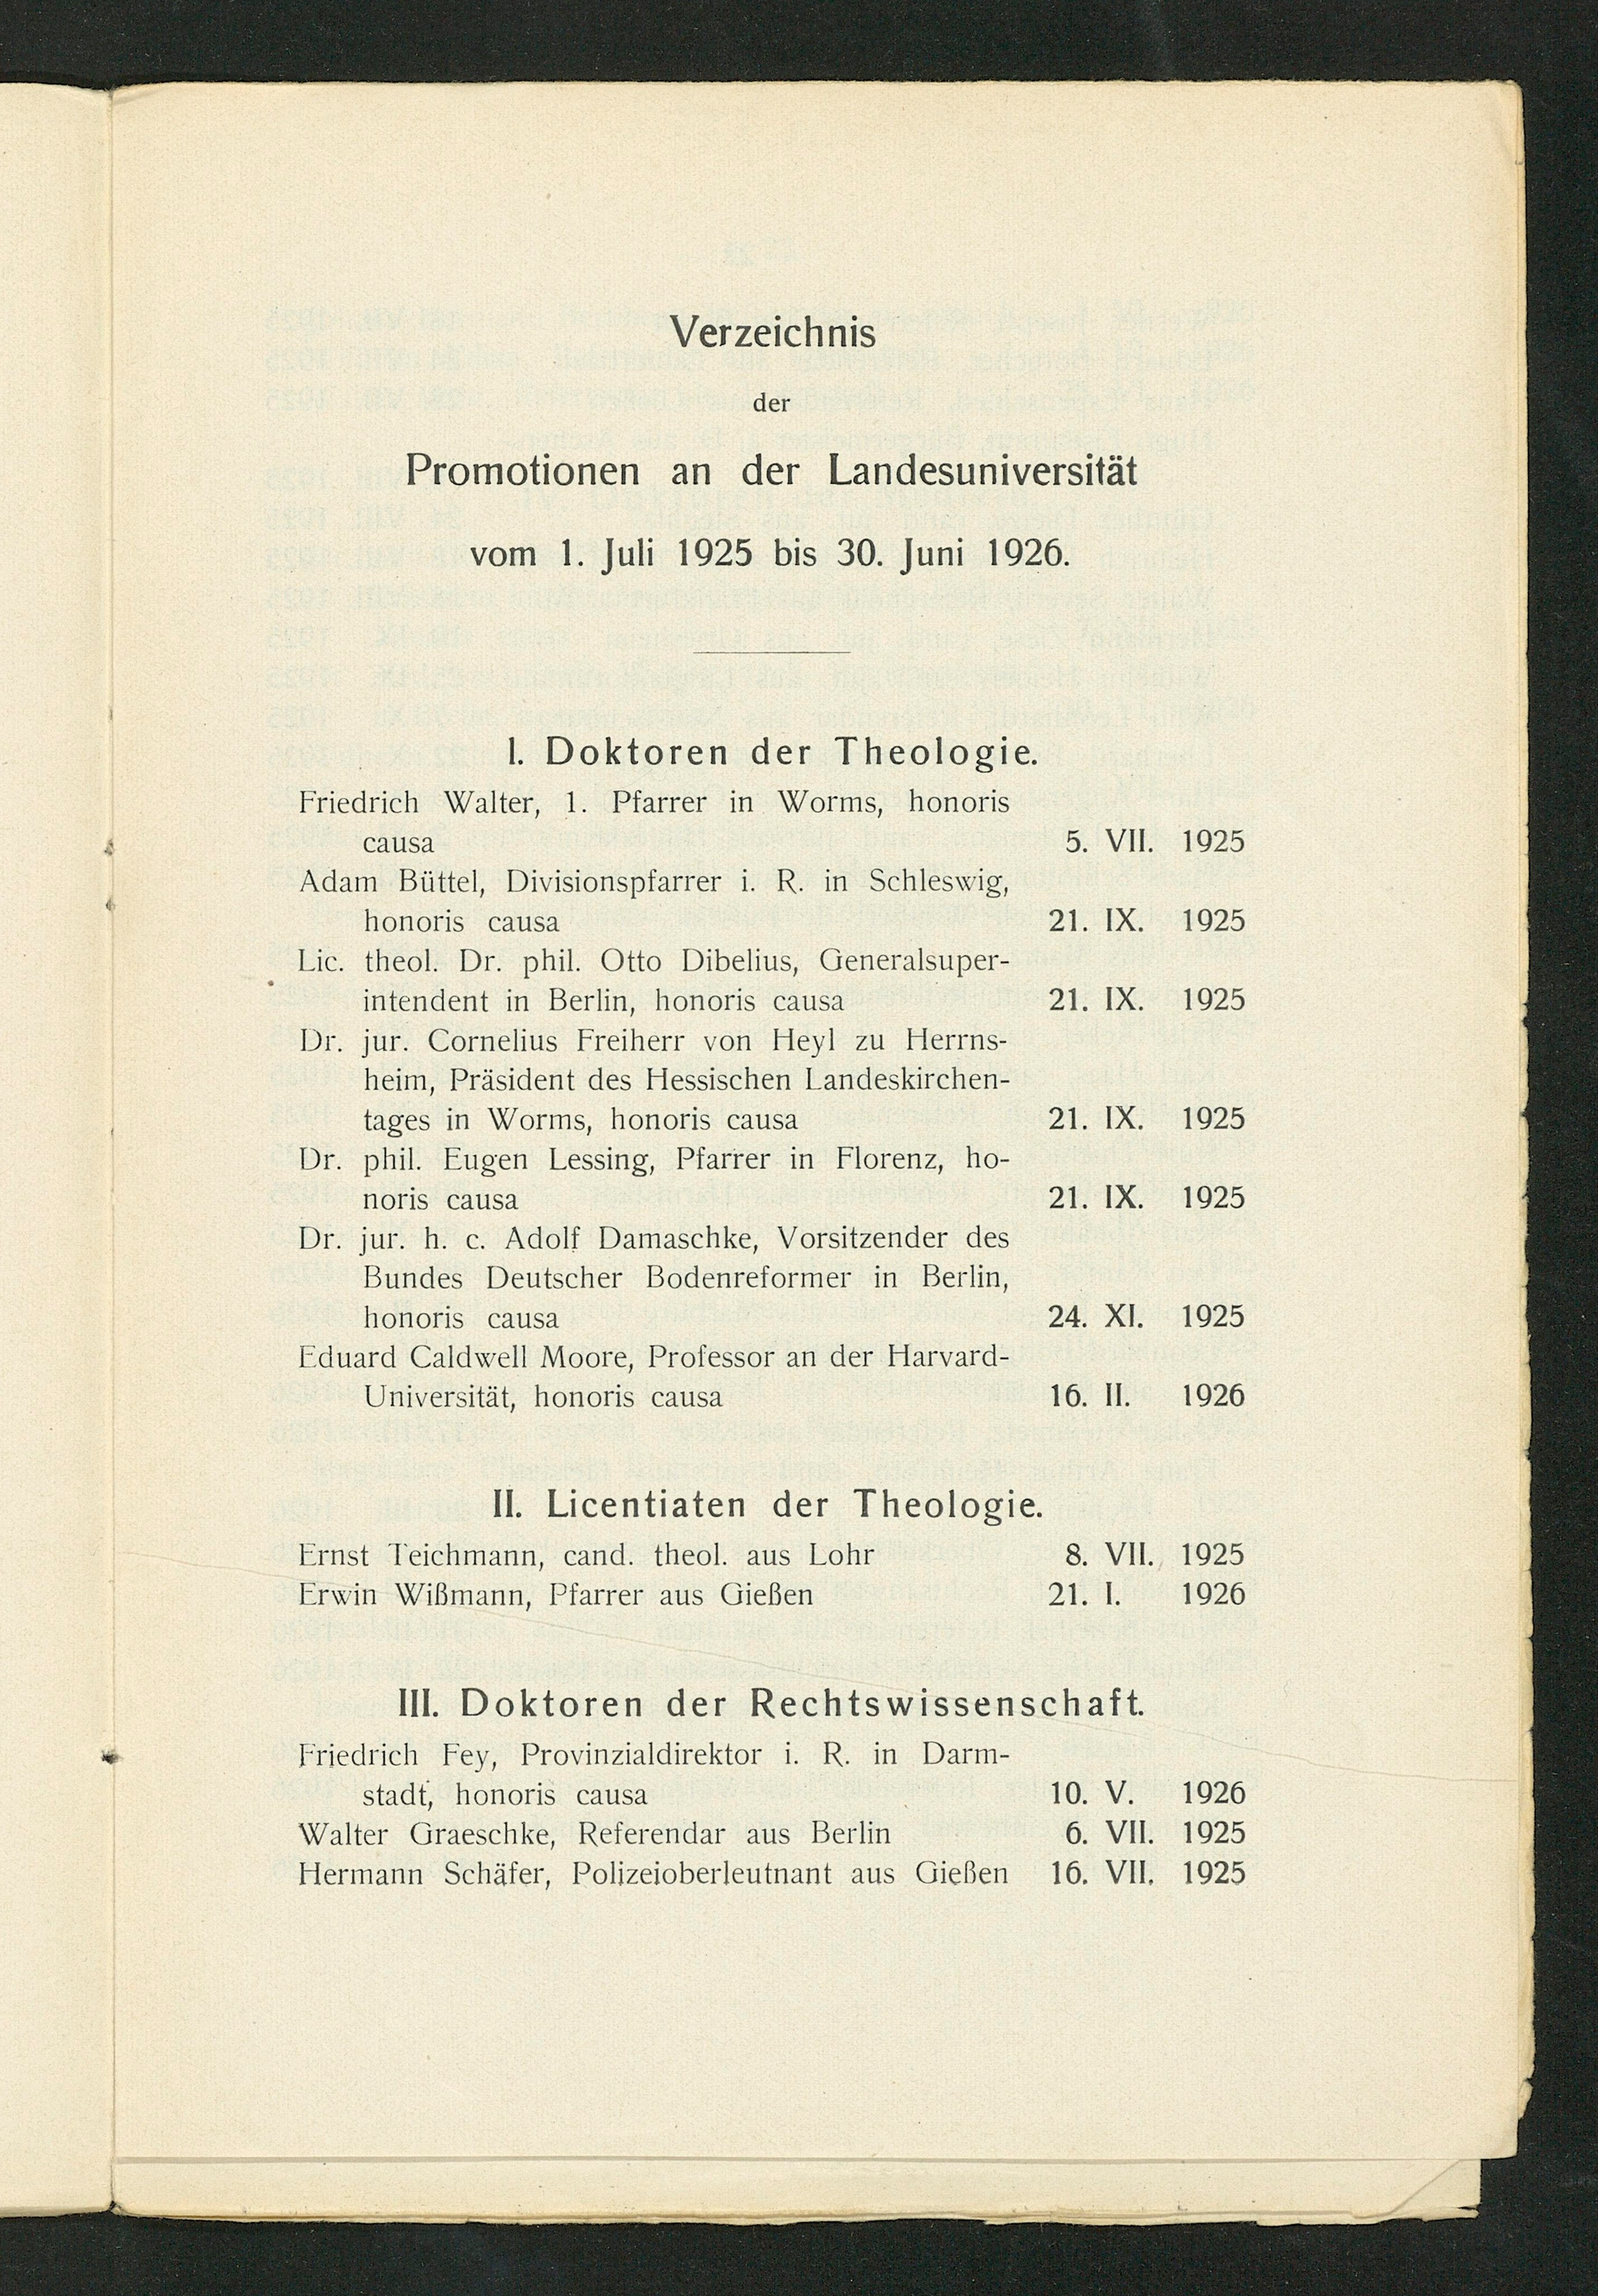 Verzeichnis
der
Promotionen an der Landesuniversität
vom 1. Juli 1925 bis 30. Juni 1926.
I. Doktoren der Theologie.
Friedrich Walter, 1. Pfarrer in Worms, honoris
causa 5. VII. 1925
Adam Büttel, Divisionspfarrer i. R. in Schleswig,
honoris causa 21. IX. 1925
Lic. theol. Dr. phil. Otto Dibelius, Generalsuper-
intendent in Berlin, honoris causa 21. IX. 1925
Dr. jur. Cornelius Freiherr von Heyl zu Herrns-
heim, Präsident des Hessischen Landeskirchen-
tages in Worms, honoris causa 21. IX. 1925
Dr. phil. Eugen Lessing, Pfarrer in Florenz, ho-
noris causa 21. IX. 1925
Dr. jur. h. c. Adolf Damaschke, Vorsitzender des
Bundes Deutscher Bodenreformer in Berlin,
honoris causa 24. XI. 1925
Eduard Caldwell Moore, Professor an der Harvard-
Universität, honoris causa 16. II. 1926
II. Licentiaten der Theologie.
Ernst Teichmann, cand. theol. aus Lohr 8. VII. 1925
Erwin Wißmann, Pfarrer aus Gießen 21. I. 1926
III. Doktoren der Rechtswissenschaft.
Friedrich Fey, Provinzialdirektor i. R. in Darm-
stadt, honoris causa 10. V. 1926
Walter Graeschke, Referendar aus Berlin 6. VII. 1925
Hermann Schäfer, Polizeioberleutnant aus Gießen 16. VII. 1925